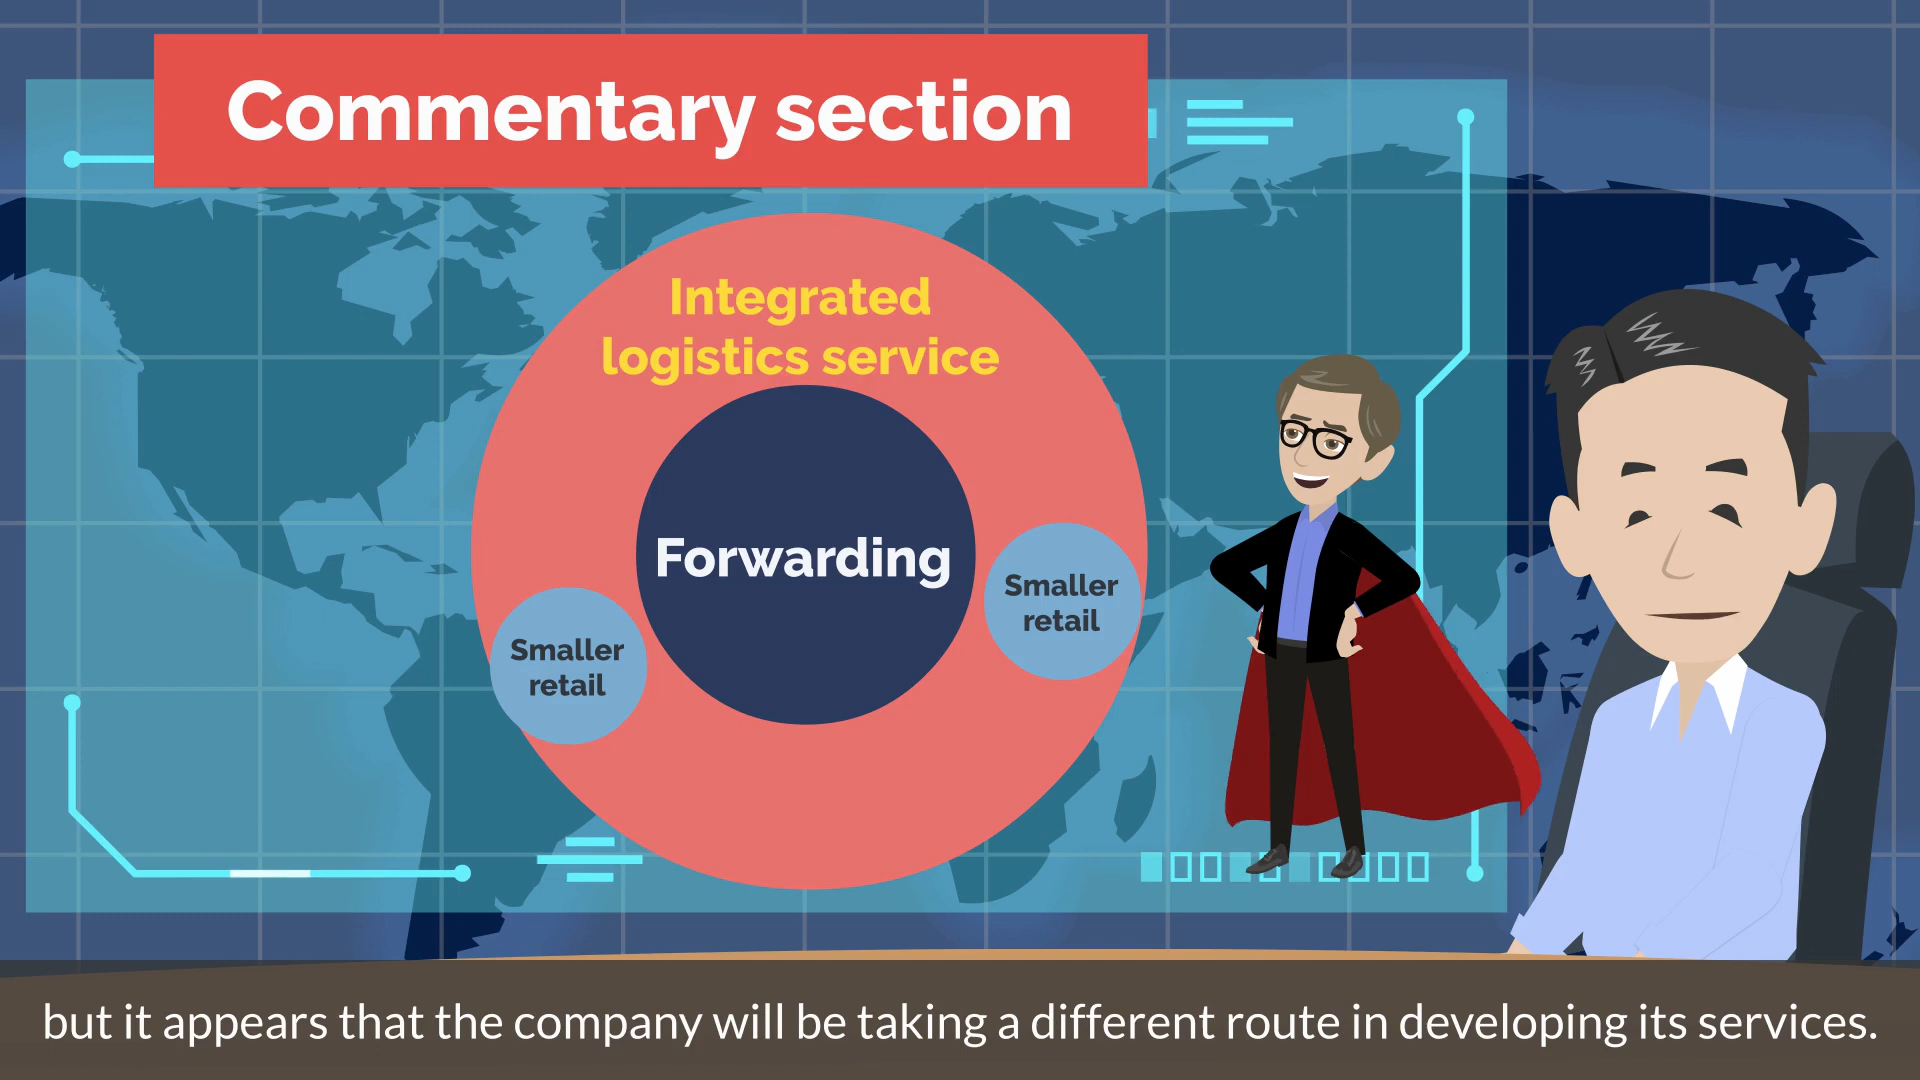 Commentary section
Integrated
logistics service
Forwarding
Smaller
retail
Smaller
retail
but it appears that the company will be taking a different route in developing its services.